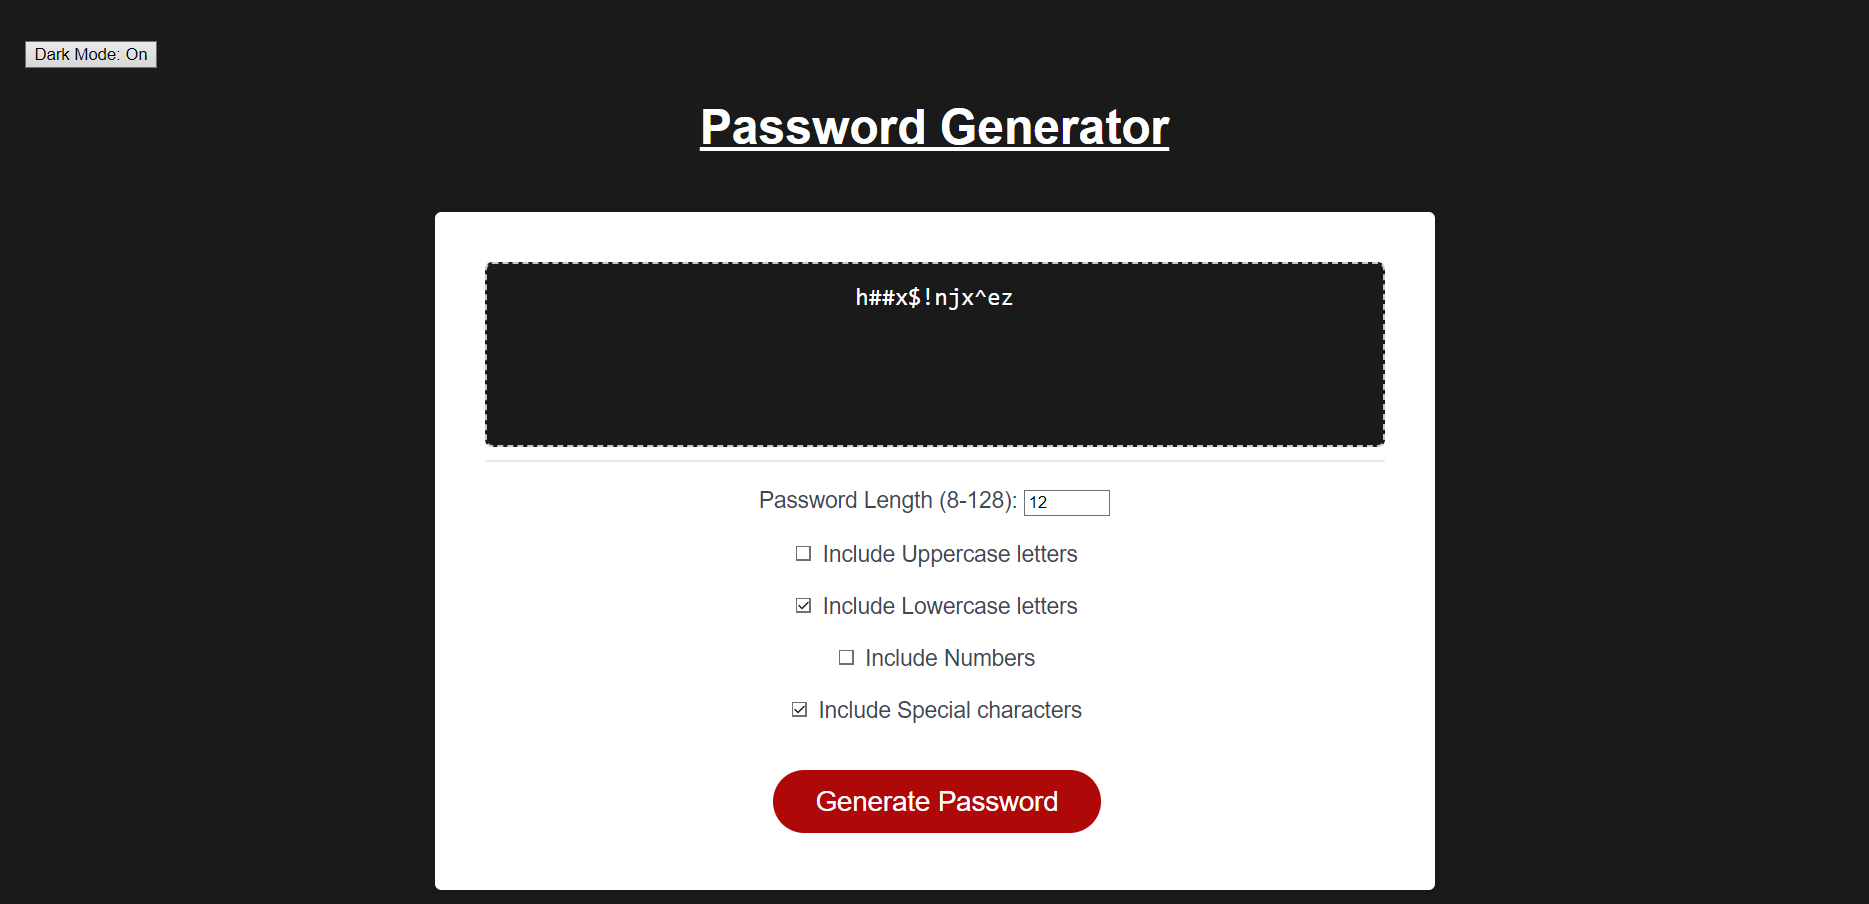 Dark Mode: On
Password Generator
h##x$!njx^ez
Password Length (8-128): 12
Include Uppercase letters
Include Lowercase letters
Include Numbers
Include Special characters
Generate Password